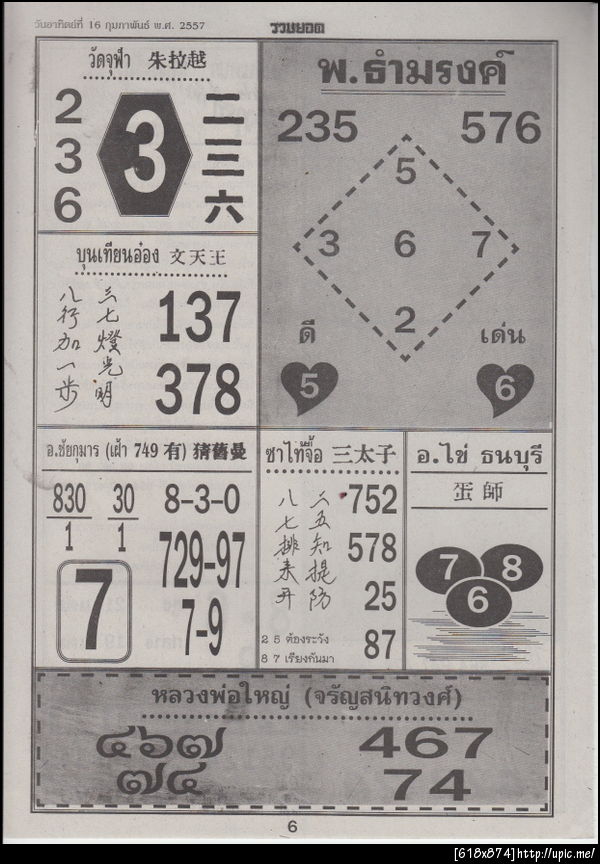 วันอาทิตย์ที่ 16 กุมภาพันธ์ พ.ศ. 2557
รวมยอด
วัดจุฬา 朱拉越
2 3 二
3 三
6 六
พ.ธำมรงค์
235 576
5
3 6 7
2
ดี เด่น
5 6
บุนเทียนอ๋อง 文天王
三七燈光明
八行加一步
137
378
อ.ชัยกุมาร (เฝ้า 749 有) 猜舊曼
830 30 8-3-0
1 1
729-97
7
7-9
ซาไท้จื้อ 三太子
二五知提防
八七排来开
752
578
25
87
2 5 ต้องระวัง
8 7 เรียงกันมา
อ.ไข่ ธนบุรี
蛋師
7 8
6
หลวงพ่อใหญ่ (จรัญสนิทวงศ์)
๔๖๗ 467
๗๔ 74
6
[618x874]http://upic.me/